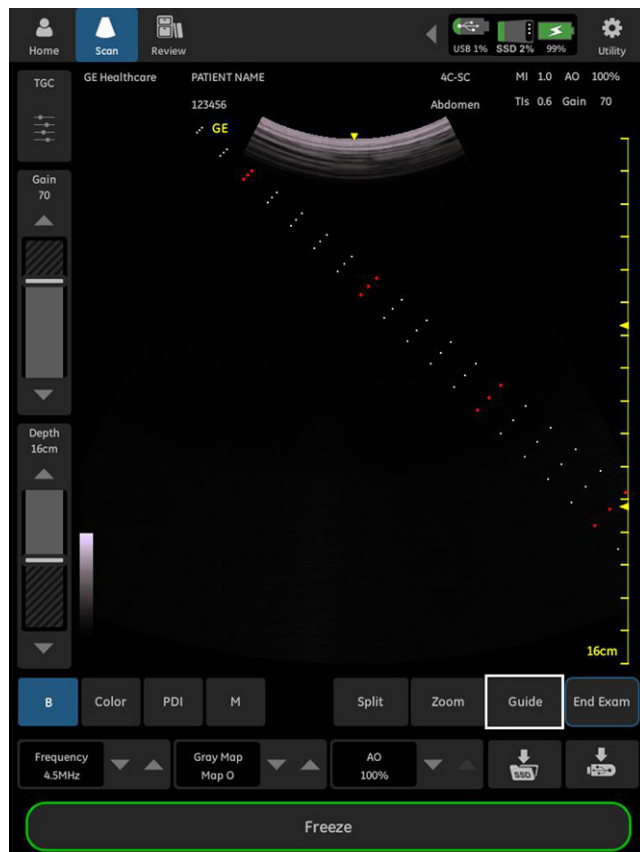 Home
Scan
Review
USB 1%
SSD 2%
99%
Utility
TGC
GE Healthcare
PATIENT NAME
4C-SC
MI 1.0 AO 100%
123456
Abdomen
TIs 0.6 Gain 70
GE
Gain
70
Depth
16cm
16cm
B
Color
PDI
M
Split
Zoom
Guide
End Exam
Frequency
4.5MHz
Gray Map
Map 0
AO
100%
SSD
Freeze